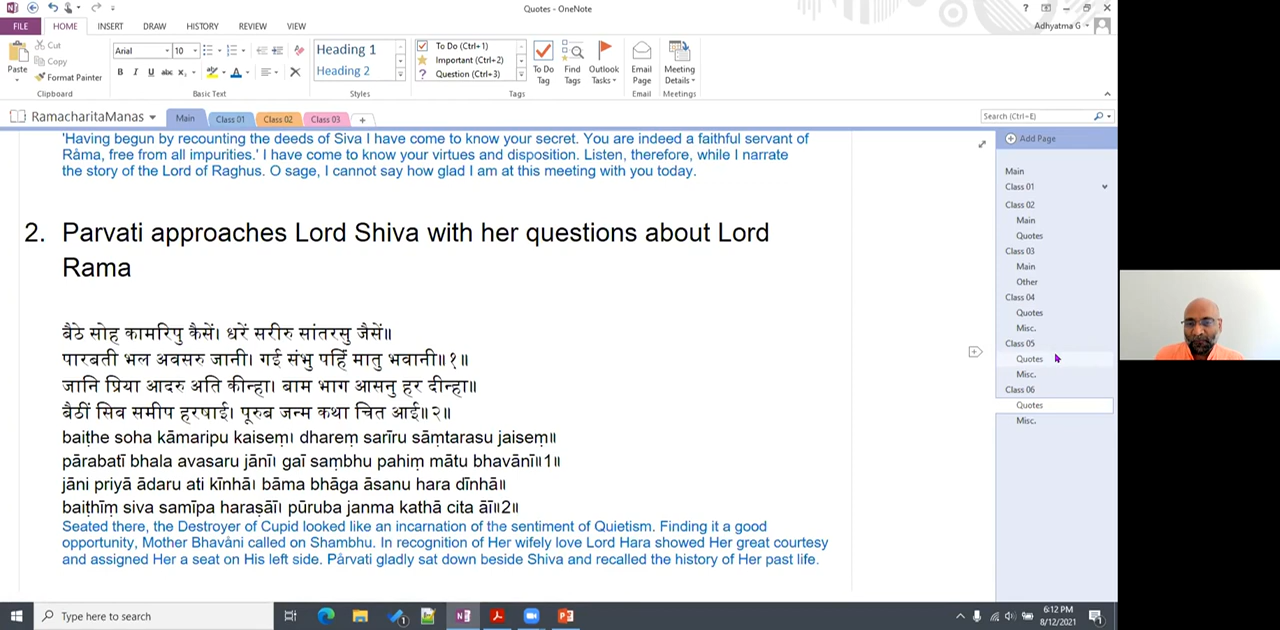 Quotes - OneNote
Adhyatma G
FILE HOME INSERT DRAW HISTORY REVIEW VIEW
Paste
Cut
Copy
Format Painter
Clipboard
Arial 10
B I U abc X₂ A
Basic Text
Heading 1
Heading 2
Styles
To Do (Ctrl+1)
Important (Ctrl+2)
Question (Ctrl+3)
To Do Tag
Find Tags
Outlook Tasks
Tags
Email Page
Email
Meeting Details
Meetings
RamacharitaManas Main Class 01 Class 02 Class 03
Search (Ctrl+E)
'Having begun by recounting the deeds of Siva I have come to know your secret. You are indeed a faithful servant of
Râma, free from all impurities.' I have come to know your virtues and disposition. Listen, therefore, while I narrate
the story of the Lord of Raghus. O sage, I cannot say how glad I am at this meeting with you today.
2. Parvati approaches Lord Shiva with her questions about Lord
Rama
बैठे सोह कामरिपु कैसें। धरें सरीरु सांतरसु जैसें॥
पारबती भल अवसरु जानी। गई संभु पहिं मातु भवानी॥१॥
जानि प्रिया आदरु अति कीन्हा। बाम भाग आसनु हर दीन्हा॥
बैठीं सिव समीप हरषाई। पूरुब जन्म कथा चित आई॥२॥
baiṭhe soha kāmaripu kaiseṃ। dhareṃ sarīru sāṃtarasu jaiseṃ॥
pārabatī bhala avasaru jānī। gaī saṃbhu pahiṃ mātu bhavānī॥1॥
jāni priyā ādaru ati kīnhā। bāma bhāga āsanu hara dīnhā॥
baiṭhīṃ siva samīpa haraṣāī। pūruba janma kathā cita āī॥2॥
Seated there, the Destroyer of Cupid looked like an incarnation of the sentiment of Quietism. Finding it a good
opportunity, Mother Bhavâni called on Shambhu. In recognition of Her wifely love Lord Hara showed Her great courtesy
and assigned Her a seat on His left side. Pârvati gladly sat down beside Shiva and recalled the history of Her past life.
Add Page
Main
Class 01
Class 02
Main
Quotes
Class 03
Main
Other
Class 04
Quotes
Misc.
Class 05
Quotes
Misc.
Class 06
Quotes
Misc.
Type here to search
6:12 PM
8/12/2021